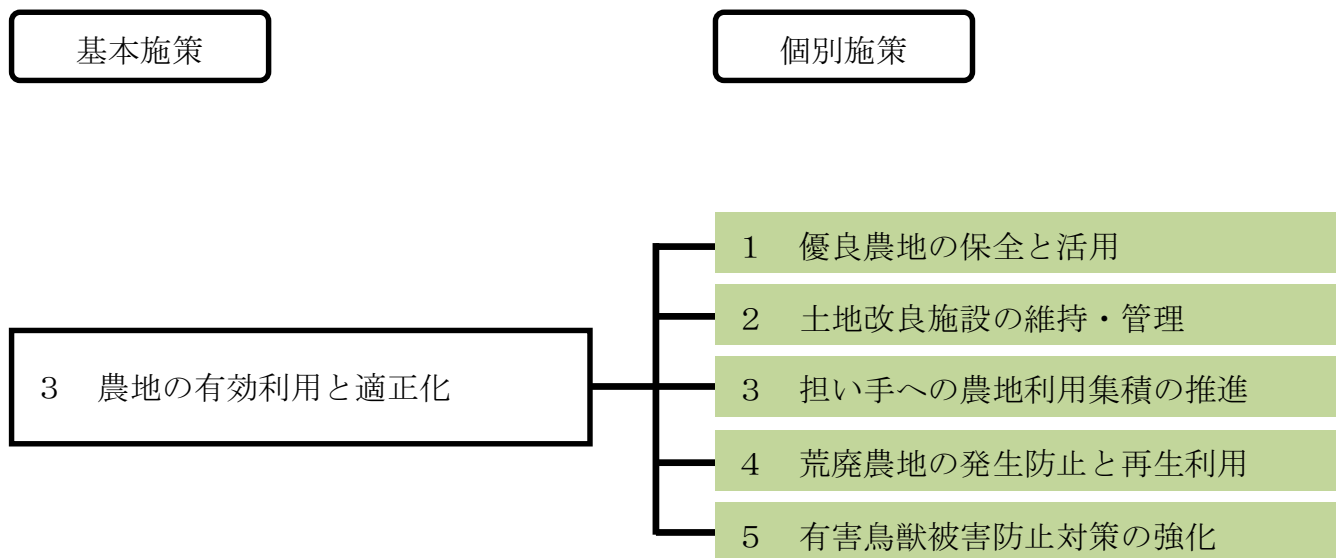 基本施策
個別施策
３　農地の有効利用と適正化
１　優良農地の保全と活用
２　土地改良施設の維持・管理
３　担い手への農地利用集積の推進
４　荒廃農地の発生防止と再生利用
５　有害鳥獣被害防止対策の強化